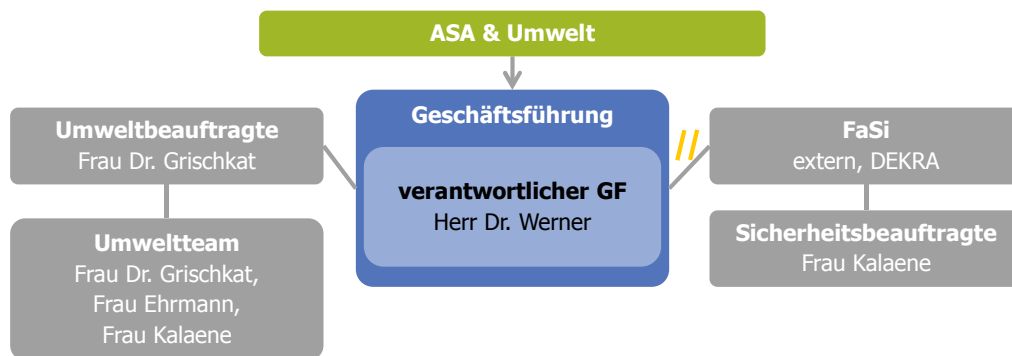 ASA & Umwelt
Umweltbeauftragte
Frau Dr. Grischkat
Umweltteam
Frau Dr. Grischkat,
Frau Ehrmann,
Frau Kalaene
Geschäftsführung
verantwortlicher GF
Herr Dr. Werner
FaSi
extern, DEKRA
Sicherheitsbeauftragte
Frau Kalaene